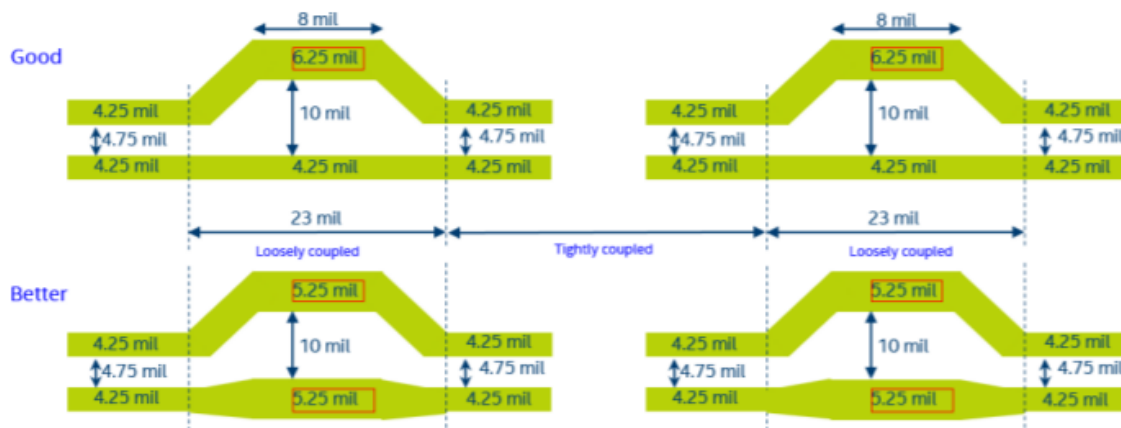 8 mil 8 mil
Good 6.25 mil 6.25 mil
4.25 mil 10 mil 4.25 mil 4.25 mil 10 mil 4.25 mil
4.75 mil 4.75 mil 4.75 mil 4.75 mil
4.25 mil 4.25 mil 4.25 mil 4.25 mil 4.25 mil 4.25 mil
23 mil 23 mil
Loosely coupled Tightly coupled Loosely coupled
Better 5.25 mil 5.25 mil
4.25 mil 10 mil 4.25 mil 4.25 mil 10 mil 4.25 mil
4.75 mil 4.75 mil 4.75 mil 4.75 mil
4.25 mil 5.25 mil 4.25 mil 4.25 mil 5.25 mil 4.25 mil